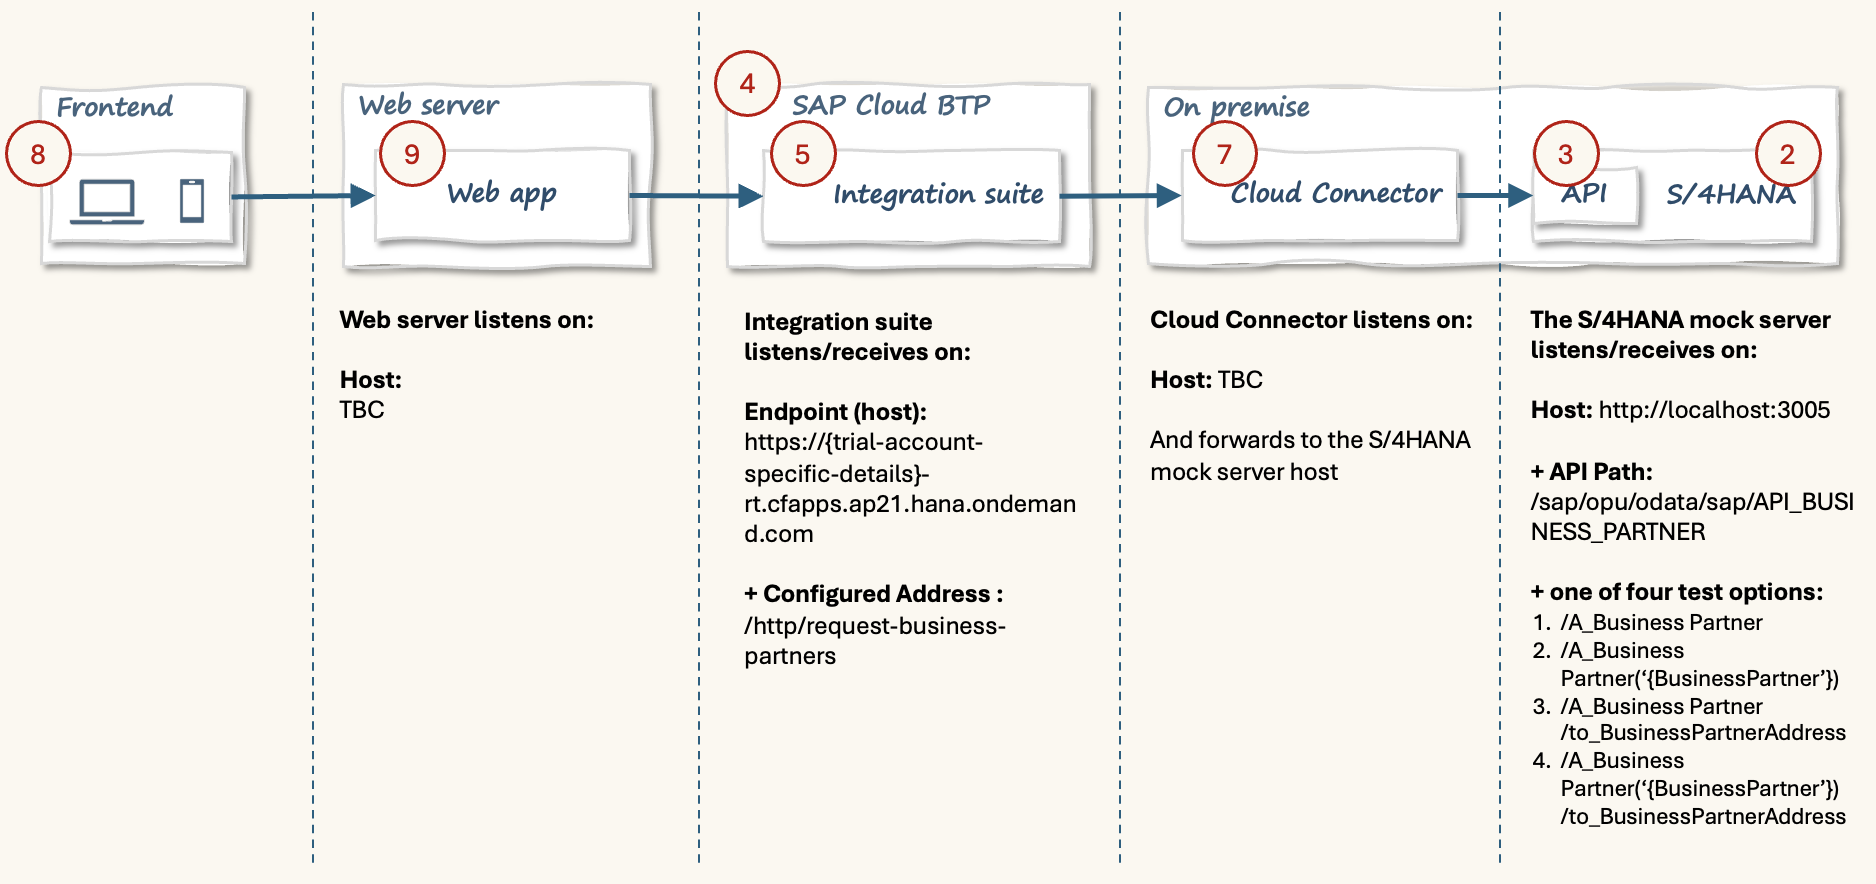 4
Frontend
Web server
SAP Cloud BTP
On premise
8
9
5
7
3
2
Web app
Integration suite
Cloud Connector
API
S/4HANA
Web server listens on:
Host:
TBC
Integration suite
listens/receives on:
Endpoint (host):
https://{trial-account-
specific-details}-
rt.cfapps.ap21.hana.ondeman
d.com
+ Configured Address :
/http/request-business-
partners
Cloud Connector listens on:
Host: TBC
And forwards to the S/4HANA
mock server host
The S/4HANA mock server
listens/receives on:
Host: http://localhost:3005
+ API Path:
/sap/opu/odata/sap/API_BUSI
NESS_PARTNER
+ one of four test options:
1. /A_Business Partner
2. /A_Business
Partner(‘{BusinessPartner’})
3. /A_Business Partner
/to_BusinessPartnerAddress
4. /A_Business
Partner(‘{BusinessPartner’})
/to_BusinessPartnerAddress